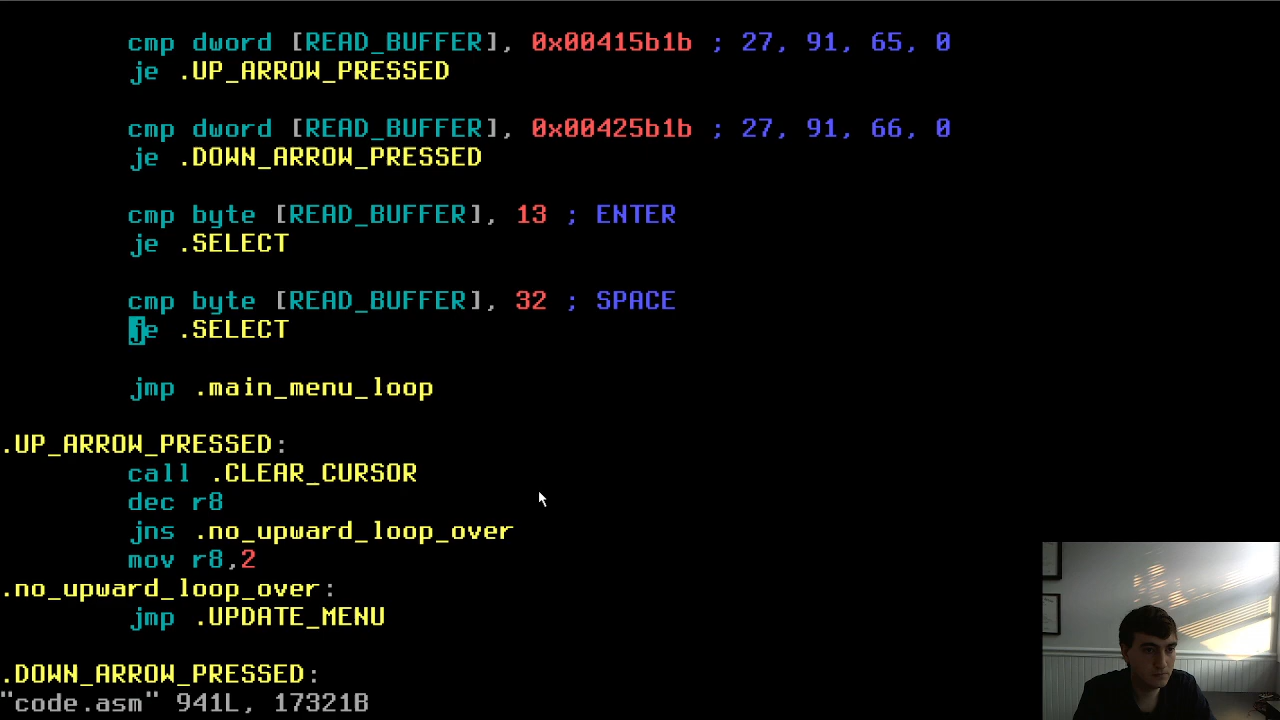 cmp dword [READ_BUFFER], 0x00415b1b ; 27, 91, 65, 0
je .UP_ARROW_PRESSED
cmp dword [READ_BUFFER], 0x00425b1b ; 27, 91, 66, 0
je .DOWN_ARROW_PRESSED
cmp byte [READ_BUFFER], 13 ; ENTER
je .SELECT
cmp byte [READ_BUFFER], 32 ; SPACE
je .SELECT
jmp .main_menu_loop
.UP_ARROW_PRESSED:
call .CLEAR_CURSOR
dec r8
jns .no_upward_loop_over
mov r8,2
.no_upward_loop_over:
jmp .UPDATE_MENU
.DOWN_ARROW_PRESSED:
"code.asm" 941L, 17321B